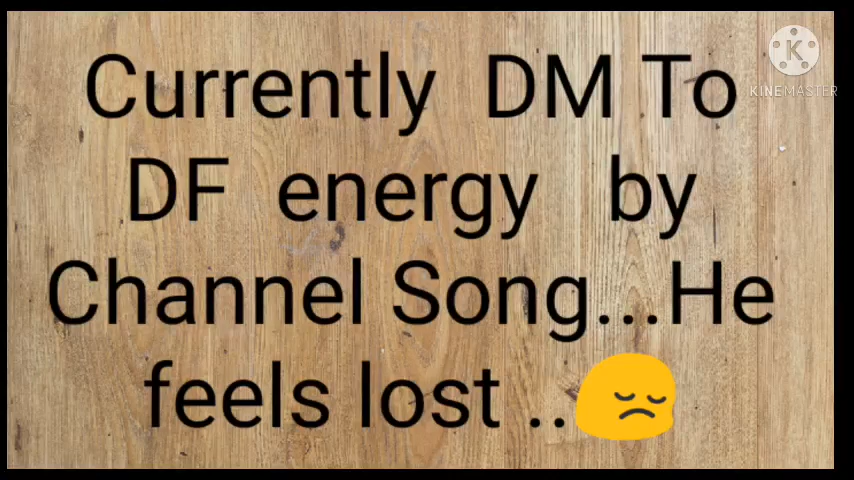 Currently DM To
DF energy by
Channel Song...He
feels lost ..😔
KINEMASTER